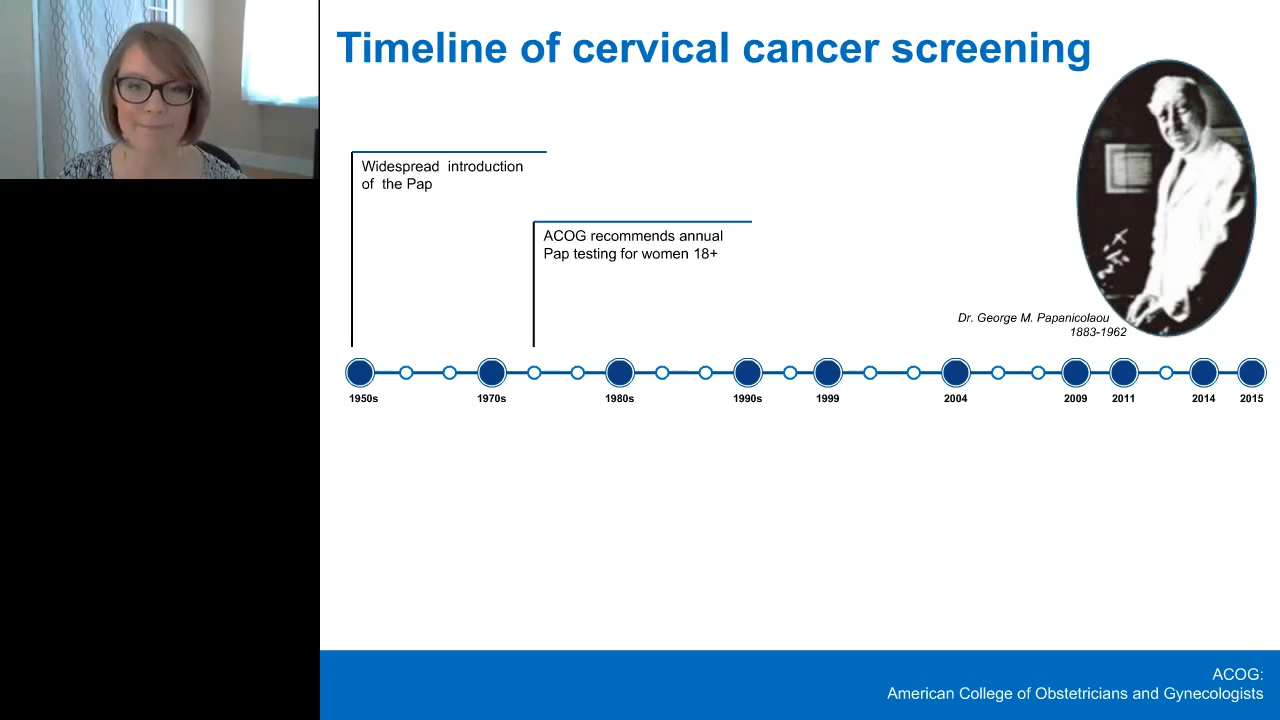 Timeline of cervical cancer screening
Widespread introduction
of the Pap
ACOG recommends annual
Pap testing for women 18+
Dr. George M. Papanicolaou
1883-1962
1950s 1970s 1980s 1990s 1999 2004 2009 2011 2014 2015
ACOG:
American College of Obstetricians and Gynecologists